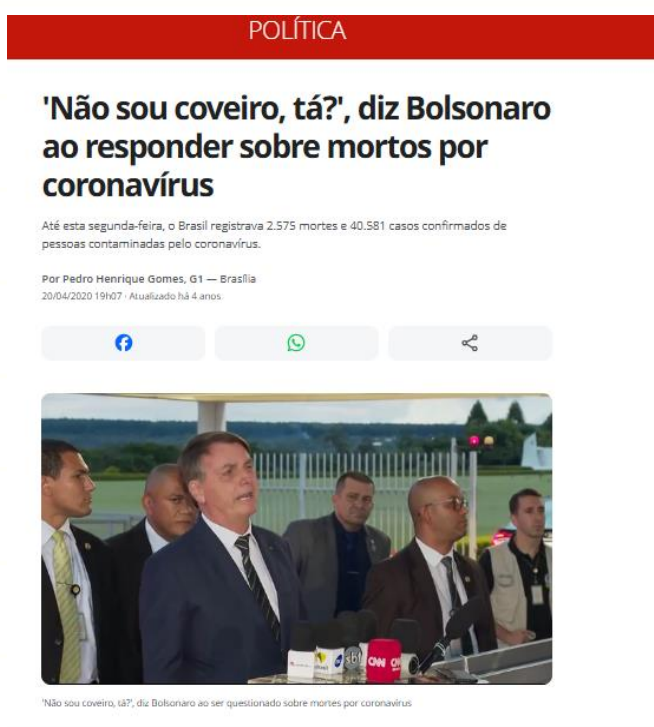 POLÍTICA
'Não sou coveiro, tá?', diz Bolsonaro
ao responder sobre mortos por
coronavírus
Até esta segunda-feira, o Brasil registrava 2.575 mortes e 40.581 casos confirmados de
pessoas contaminadas pelo coronavírus.
Por Pedro Henrique Gomes, G1 — Brasília
20/04/2020 19h07 · Atualizado há 4 anos
sbt
CNN
'Não sou coveiro, tá?', diz Bolsonaro ao ser questionado sobre mortes por coronavírus